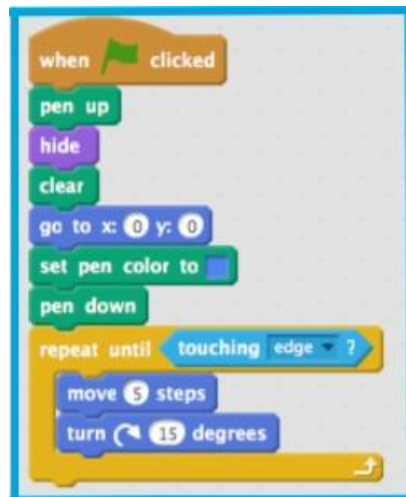 when clicked
pen up
hide
clear
go to x: 0 y: 0
set pen color to
pen down
repeat until touching edge ?
move 5 steps
turn 15 degrees